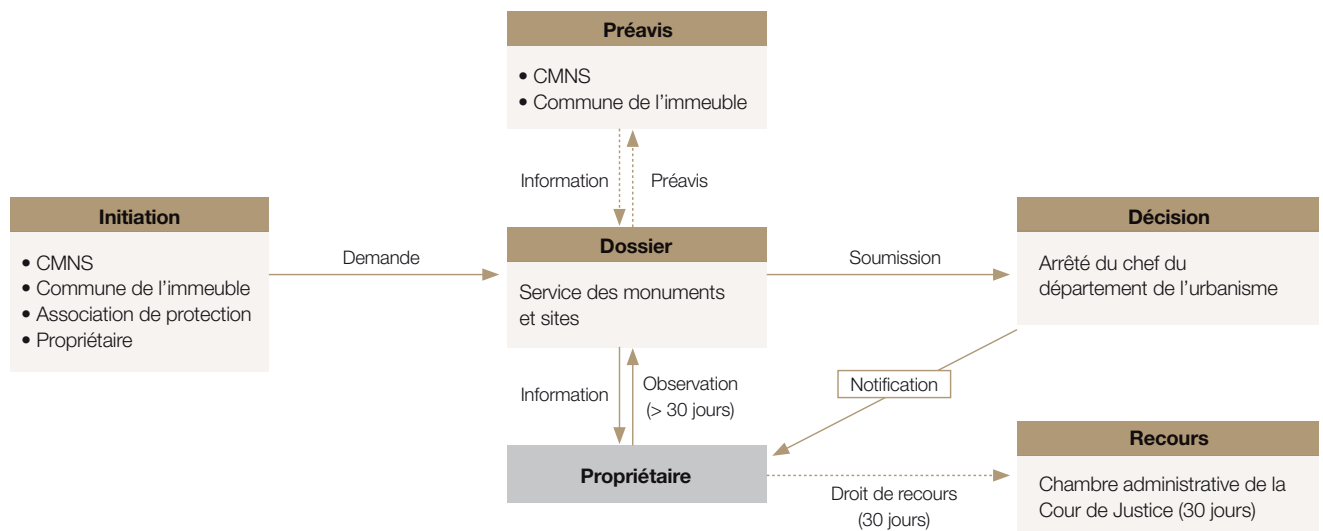 Préavis
• CMNS
• Commune de l’immeuble
Information
Préavis
Initiation
• CMNS
• Commune de l’immeuble
• Association de protection
• Propriétaire
Demande
Dossier
Service des monuments
et sites
Soumission
Décision
Arrêté du chef du
département de l’urbanisme
Information
Observation
(> 30 jours)
Notification
Propriétaire
Droit de recours
(30 jours)
Recours
Chambre administrative de la
Cour de Justice (30 jours)